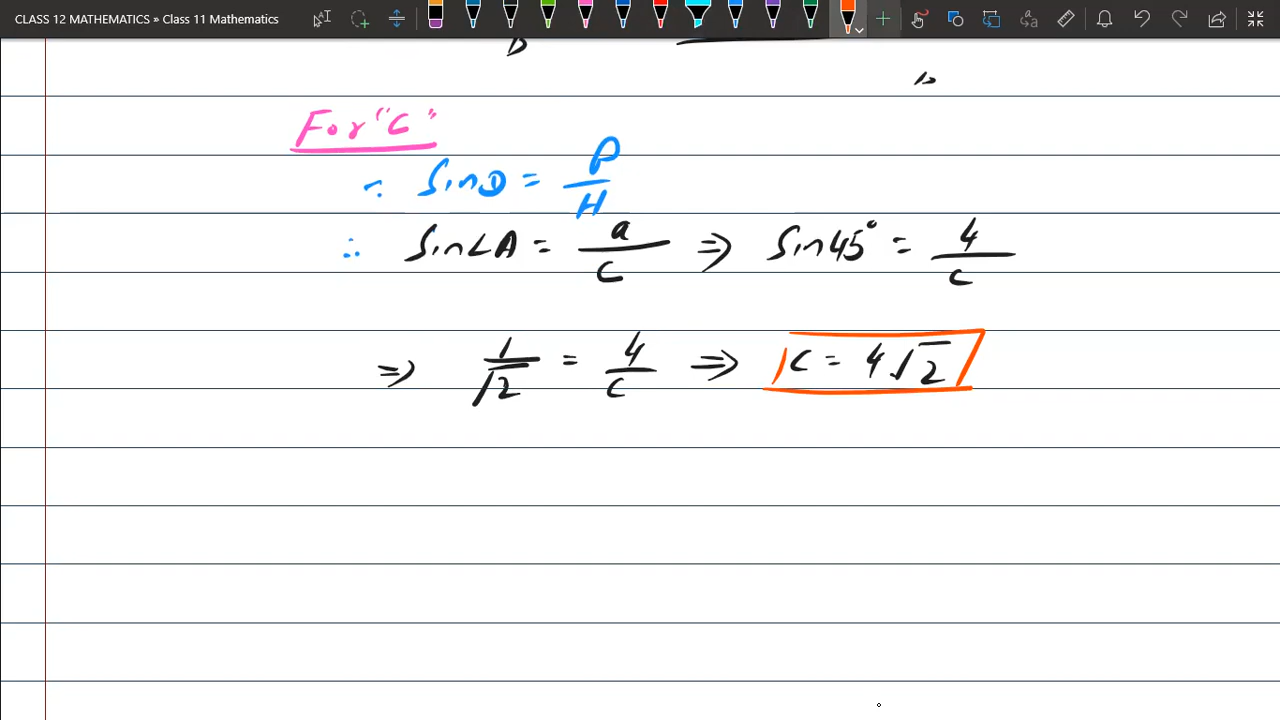 CLASS 12 MATHEMATICS » Class 11 Mathematics
For "C"
∵ Sinθ = P/H
∴ Sin∠A = a/c ⇒ Sin45° = 4/c
⇒ 1/√2 = 4/c ⇒ c = 4√2